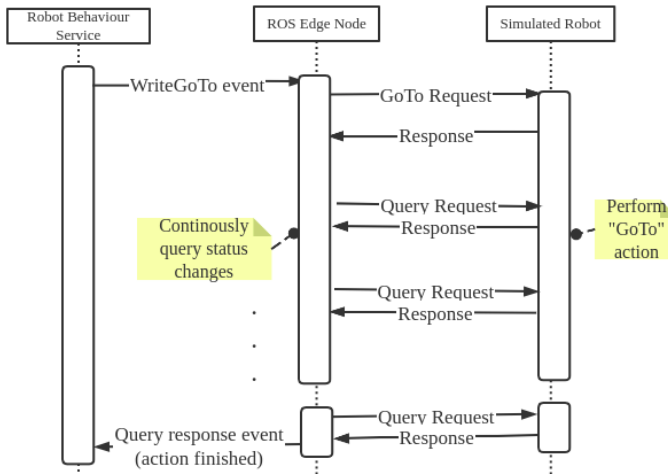 Robot Behaviour
Service
ROS Edge Node
Simulated Robot
WriteGoTo event
GoTo Request
Response
Query Request
Response
Continously
query status
changes
Perform
"GoTo"
action
Query Request
Response
.
.
.
Query Request
Response
Query response event
(action finished)